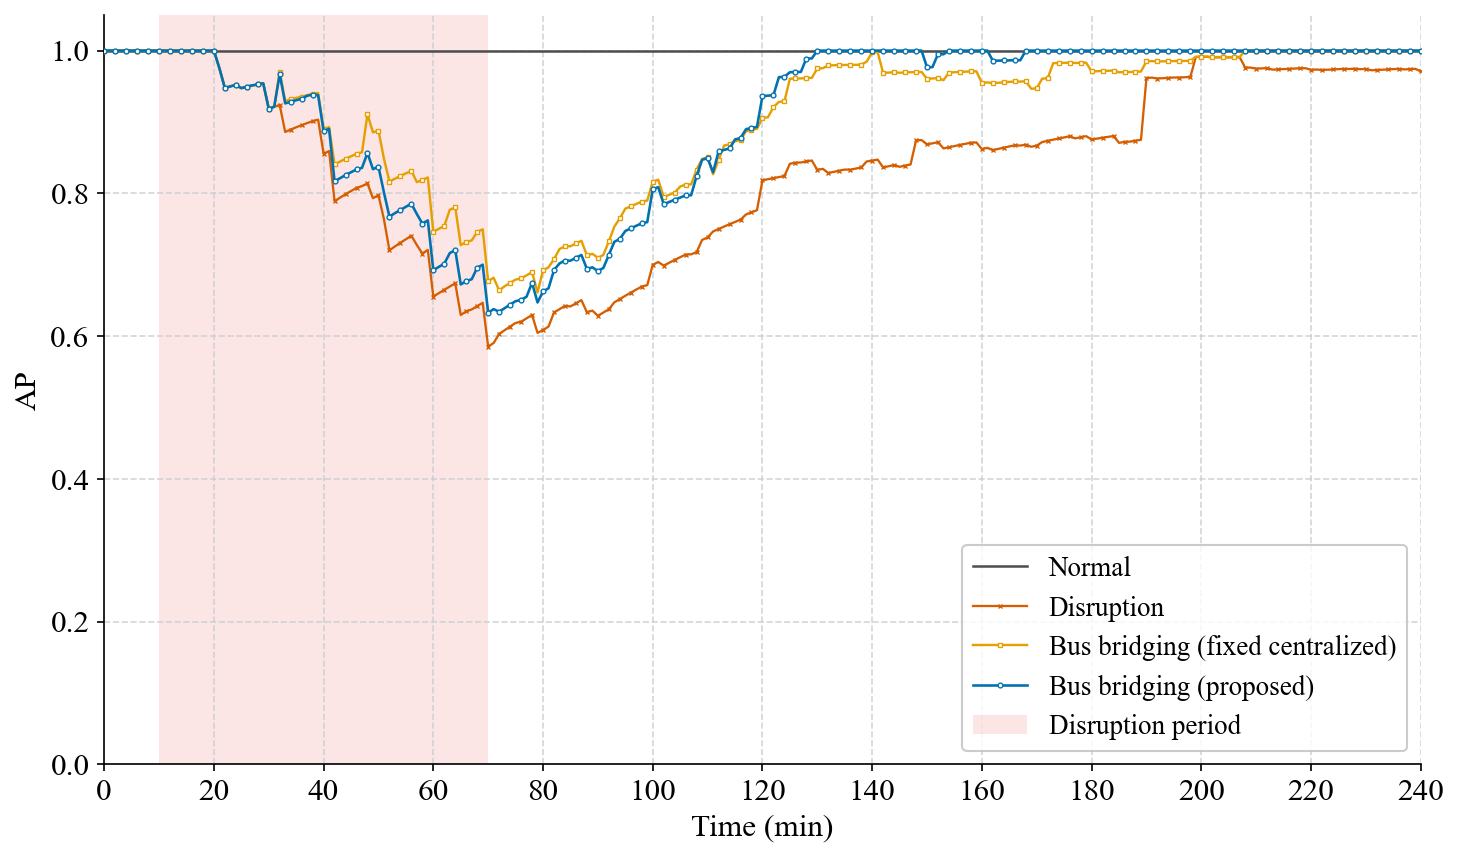 1.0
0.8
0.6
0.4
0.2
0.0
AP
0 20 40 60 80 100 120 140 160 180 200 220 240
Time (min)
Normal
Disruption
Bus bridging (fixed centralized)
Bus bridging (proposed)
Disruption period